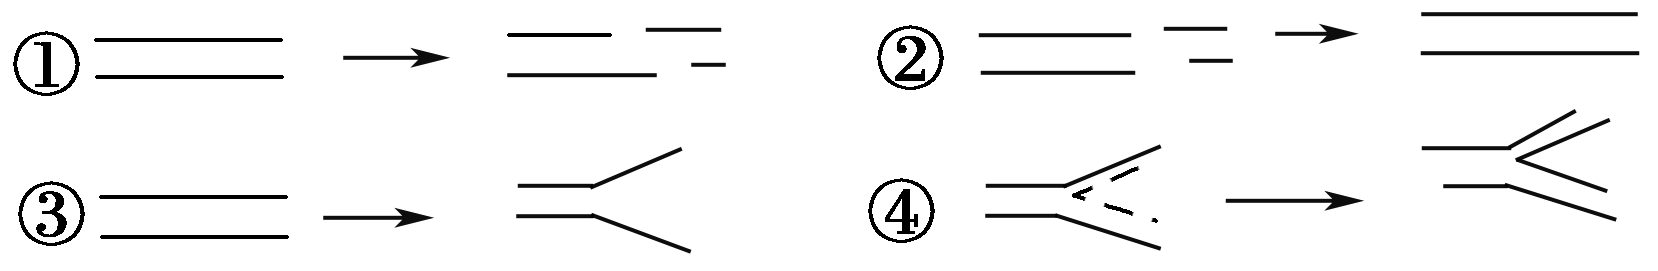 ① ②
③ ④